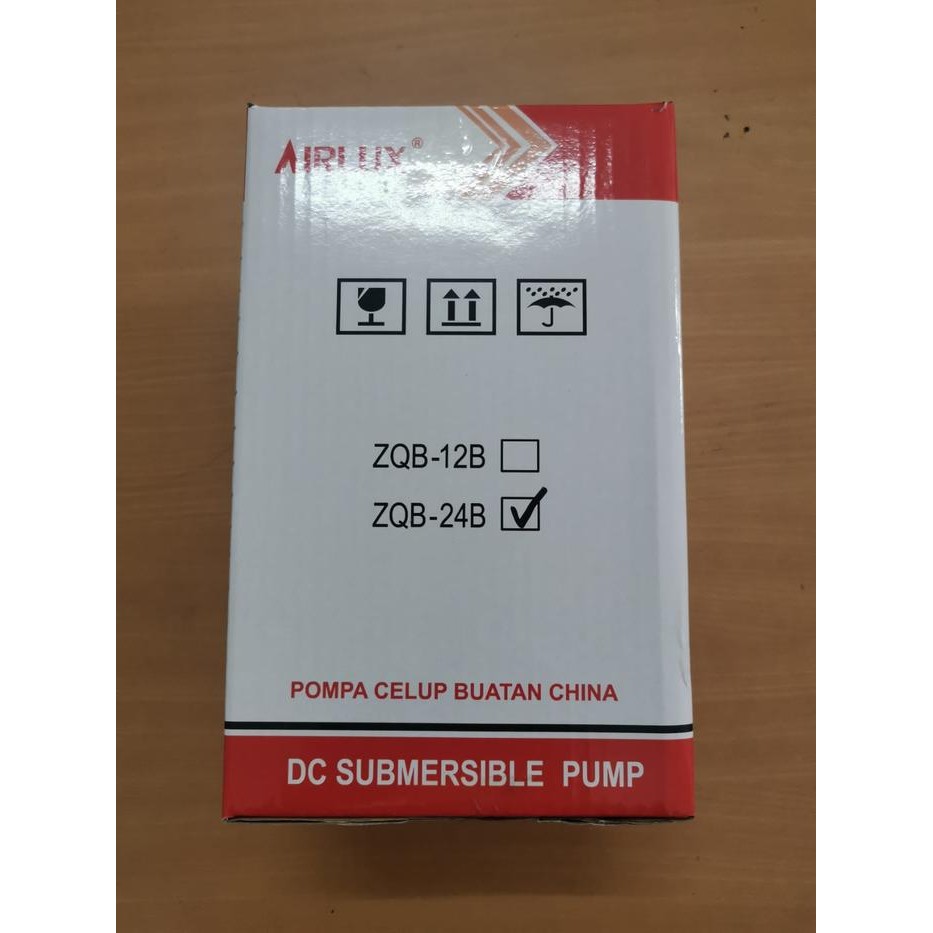 AIRLUX®
ZQB-12B
ZQB-24B
POMPA CELUP BUATAN CHINA
DC SUBMERSIBLE PUMP